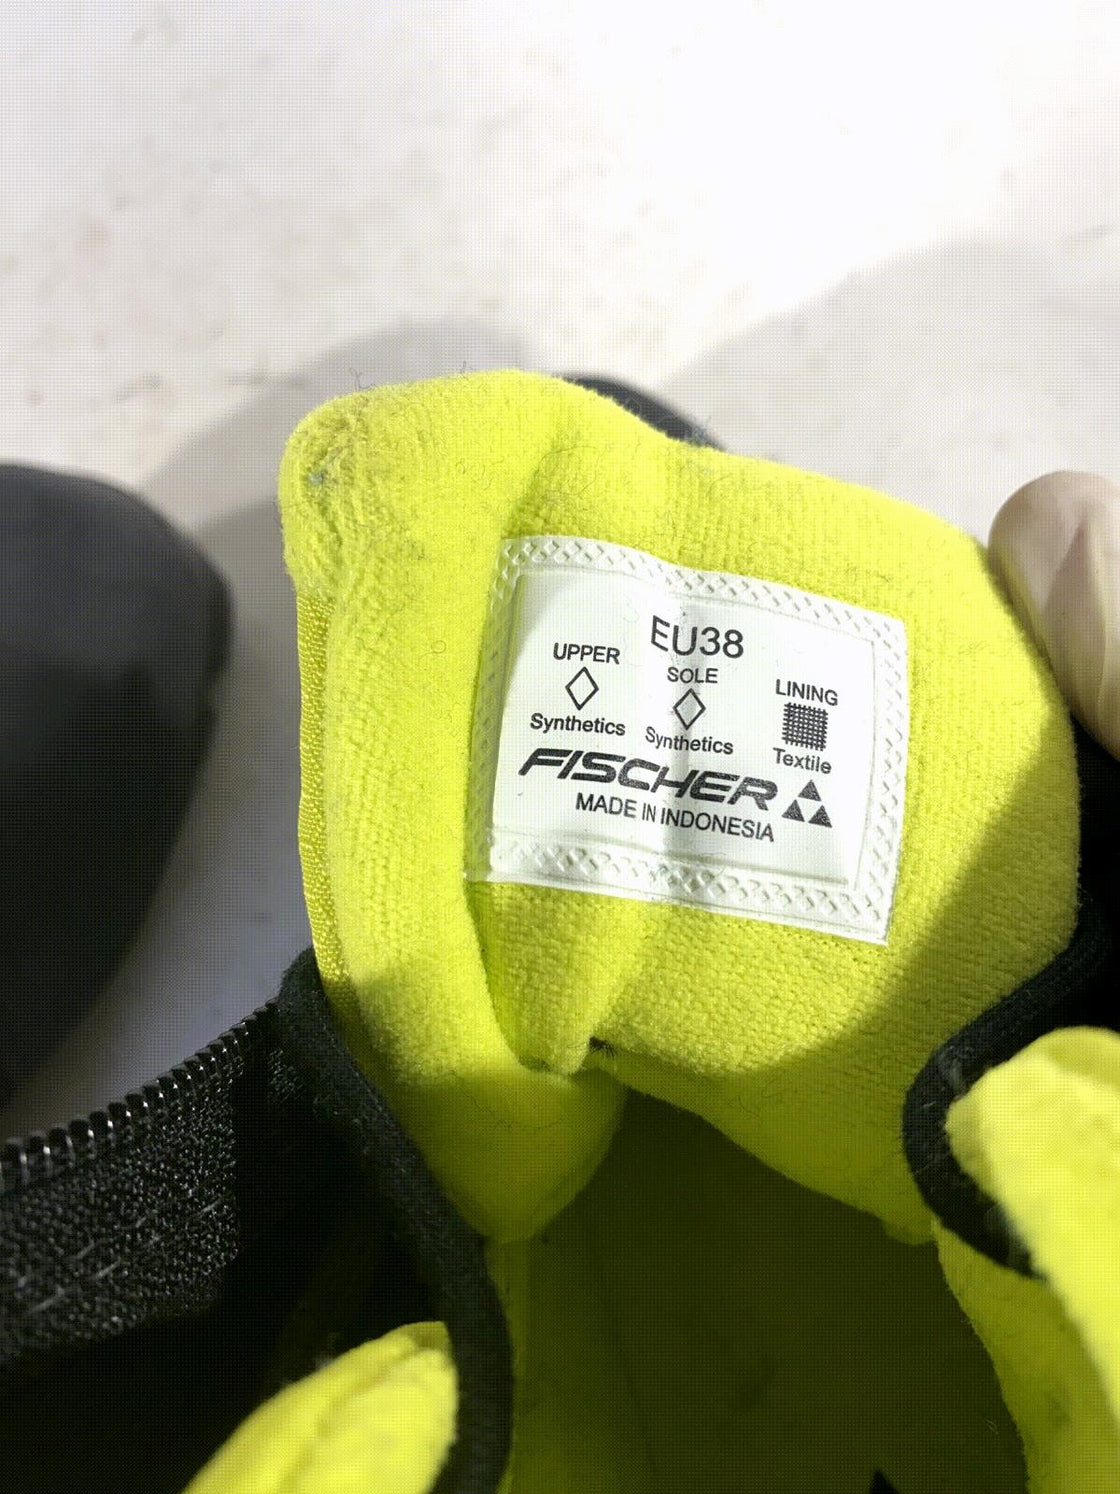 EU38
UPPER SOLE LINING
Synthetics Synthetics Textile
FISCHER
MADE IN INDONESIA